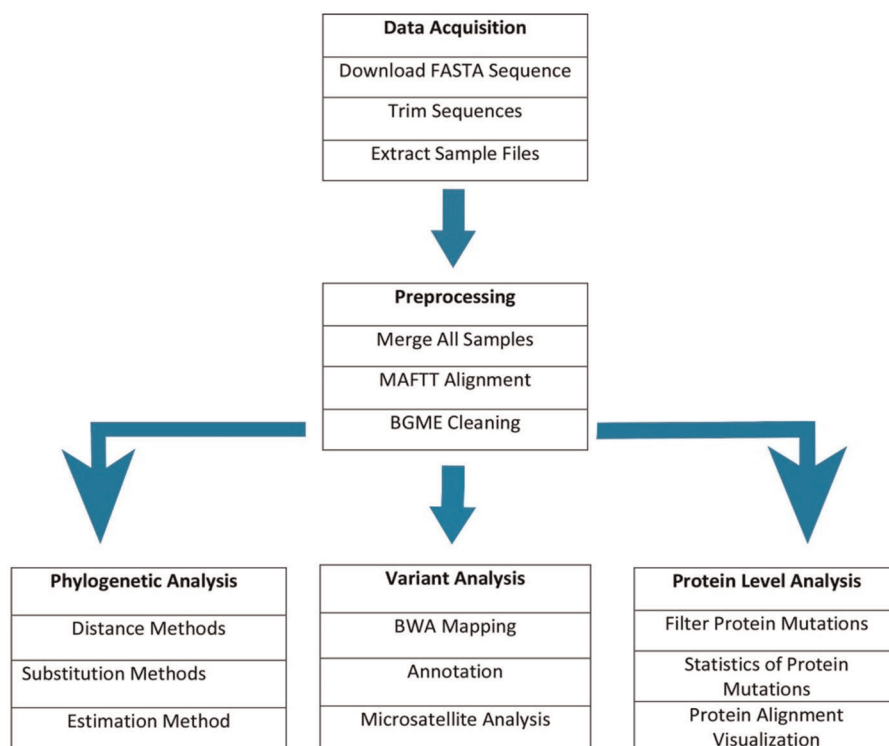 Data Acquisition
Download FASTA Sequence
Trim Sequences
Extract Sample Files
Preprocessing
Merge All Samples
MAFTT Alignment
BGME Cleaning
Phylogenetic Analysis
Distance Methods
Substitution Methods
Estimation Method
Variant Analysis
BWA Mapping
Annotation
Microsatellite Analysis
Protein Level Analysis
Filter Protein Mutations
Statistics of Protein
Mutations
Protein Alignment
Visualization